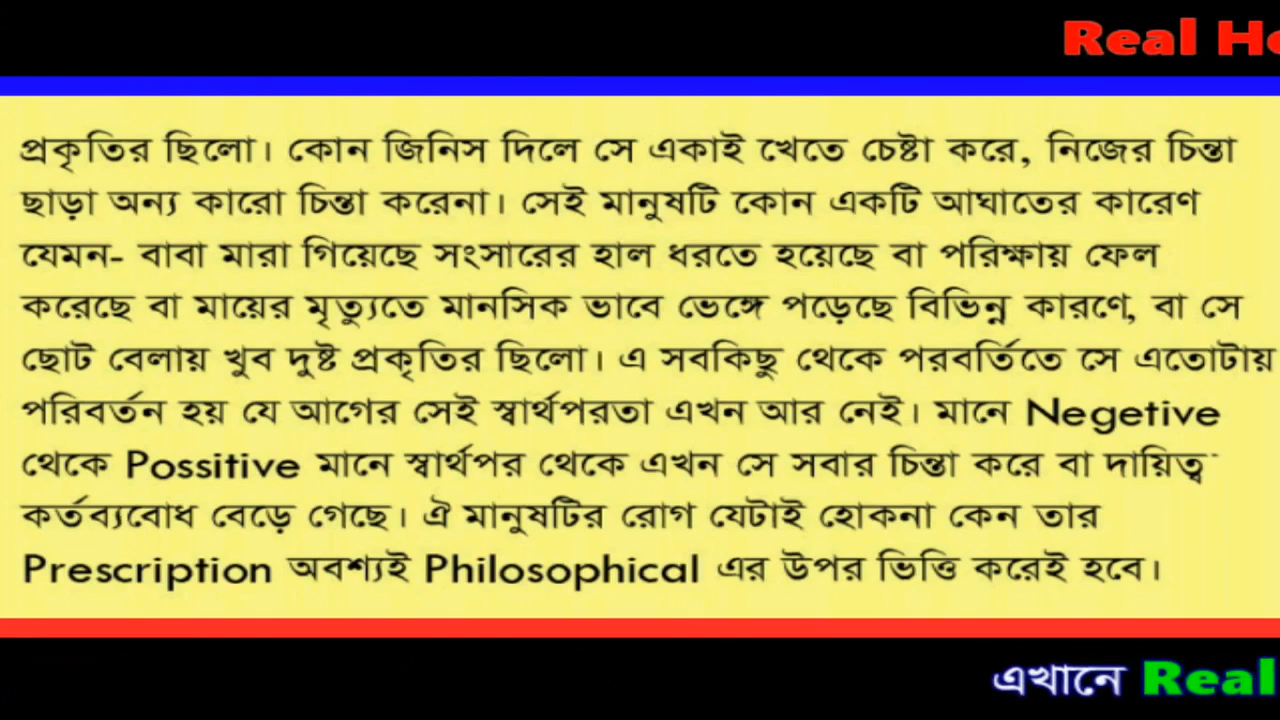 Real
প্রকৃতির ছিলো। কোন জিনিস দিলে সে একাই খেতে চেষ্টা করে, নিজের চিন্তা
ছাড়া অন্য কারো চিন্তা করেনা। সেই মানুষটি কোন একটি আঘাতের কারেণ
যেমন- বাবা মারা গিয়েছে সংসারের হাল ধরতে হয়েছে বা পরিক্ষায় ফেল
করেছে বা মায়ের মৃত্যুতে মানসিক ভাবে ভেঙ্গে পড়েছে বিভিন্ন কারণে, বা সে
ছোট বেলায় খুব দুষ্ট প্রকৃতির ছিলো। এ সবকিছু থেকে পরবর্তিতে সে এতোটায়
পরিবর্তন হয় যে আগের সেই স্বার্থপরতা এখন আর নেই। মানে Negetive
থেকে Possitive মানে স্বার্থপর থেকে এখন সে সবার চিন্তা করে বা দায়িত্ব
কর্তব্যবোধ বেড়ে গেছে। ঐ মানুষটির রোগ যেটাই হোকনা কেন তার
Prescription অবশ্যই Philosophical এর উপর ভিত্তি করেই হবে।
এখানে Real